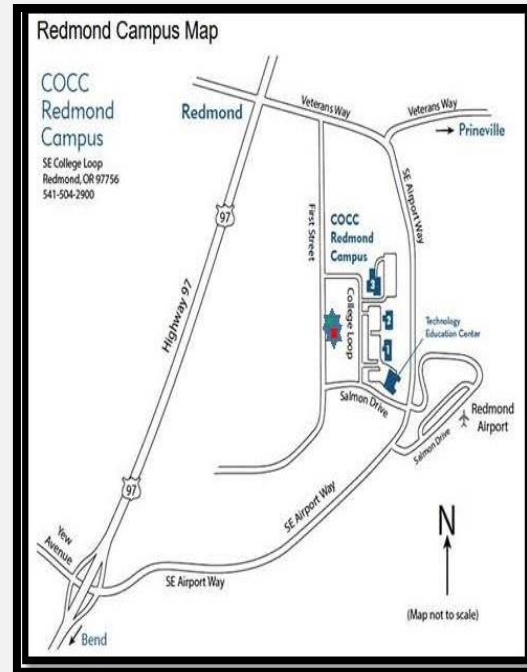 Redmond Campus Map
COCC
Redmond
Campus
SE College Loop
Redmond, OR 97756
541-504-2900
Redmond
Veterans Way
Veterans Way
→ Prineville
97
Highway 97
First Street
SE Airport Way
COCC
Redmond
Campus
3
College Loop
2
1
Technology
Education Center
Salmon Drive
Redmond
Airport
Salmon Drive
97
SE Airport Way
Yew
Avenue
SE Airport Way
N
(Map not to scale)
Bend